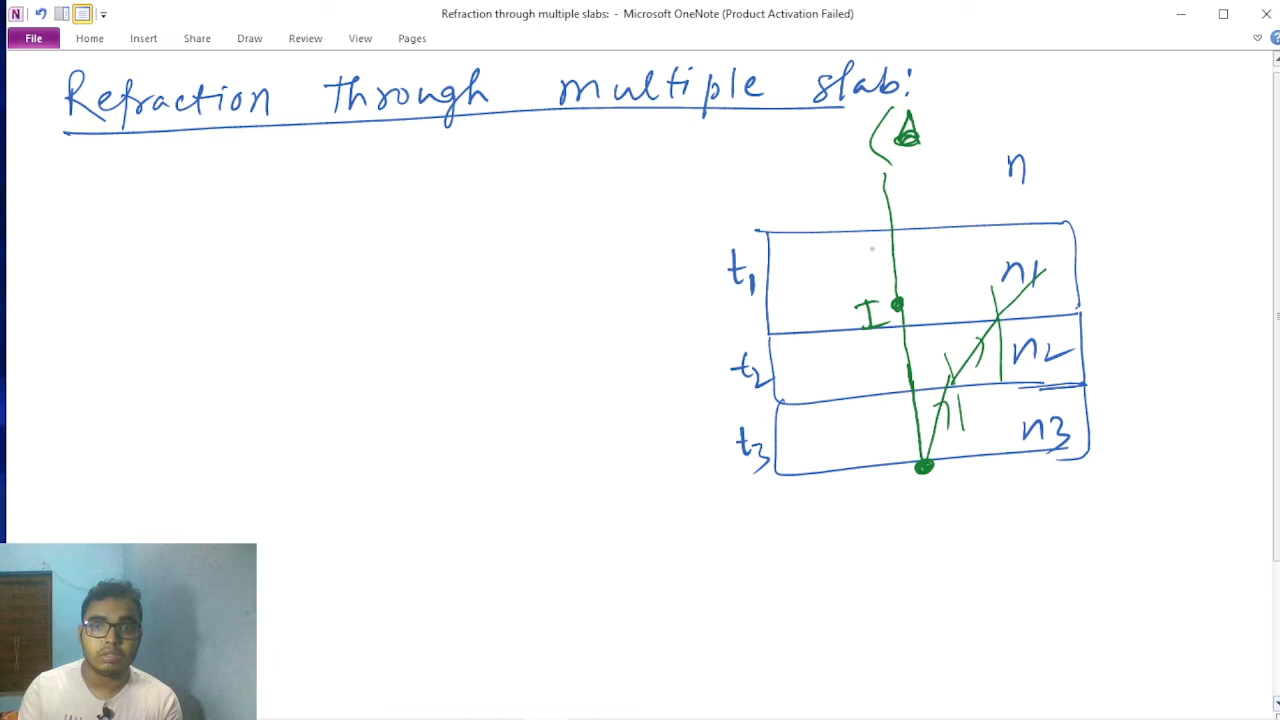 Refraction through multiple slabs: - Microsoft OneNote (Product Activation Failed)
File Home Insert Share Draw Review View Pages
Refraction through multiple slab:
n
t1 n1
I
t2 n2
t3 n3